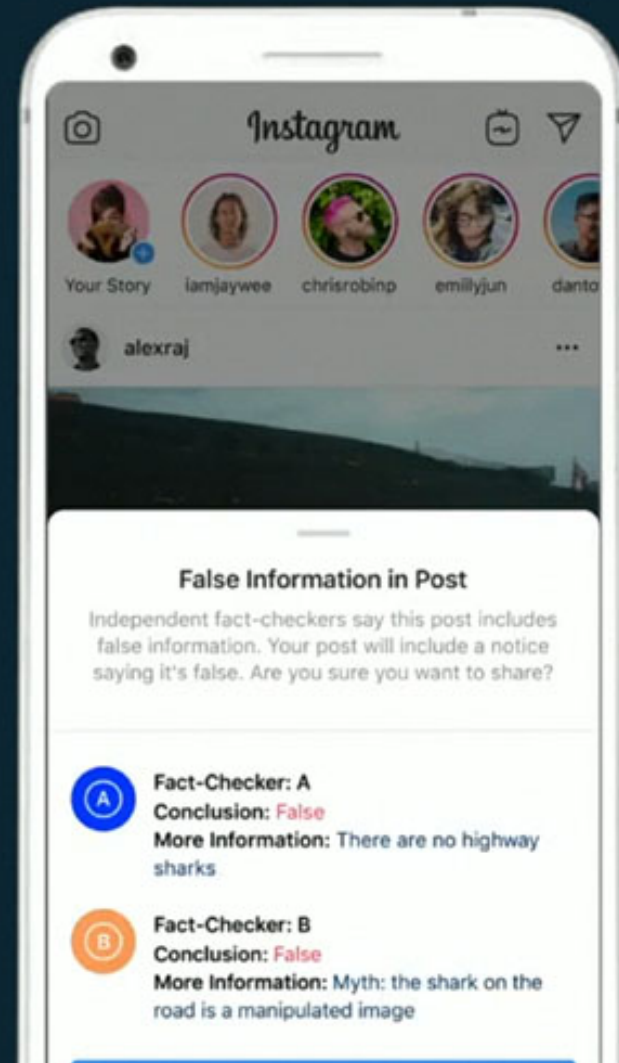 Instagram
Your Story iamjaywee chrisrobinp emillyjun danto
alexraj
False Information in Post
Independent fact-checkers say this post includes
false information. Your post will include a notice
saying it's false. Are you sure you want to share?
A
Fact-Checker: A
Conclusion: False
More Information: There are no highway
sharks
B
Fact-Checker: B
Conclusion: False
More Information: Myth: the shark on the
road is a manipulated image